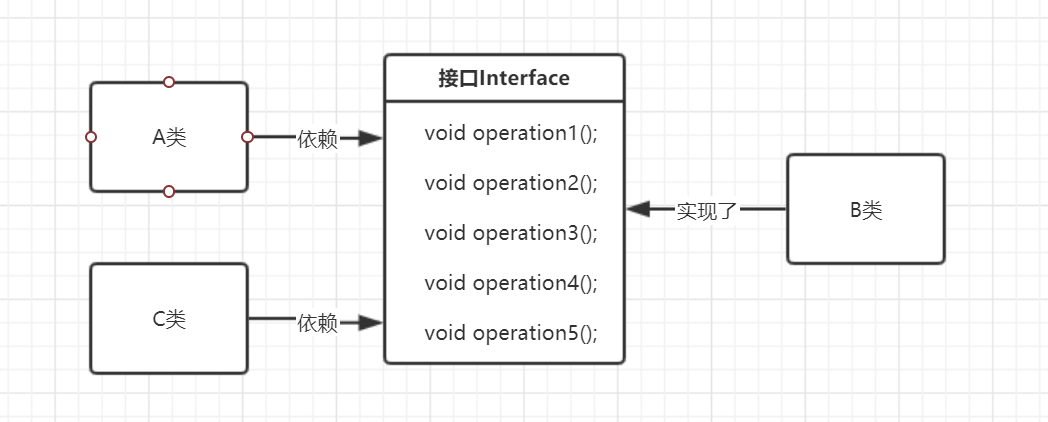 接口Interface
A类
依赖
void operation1();
void operation2();
void operation3();
void operation4();
void operation5();
实现了
B类
C类
依赖